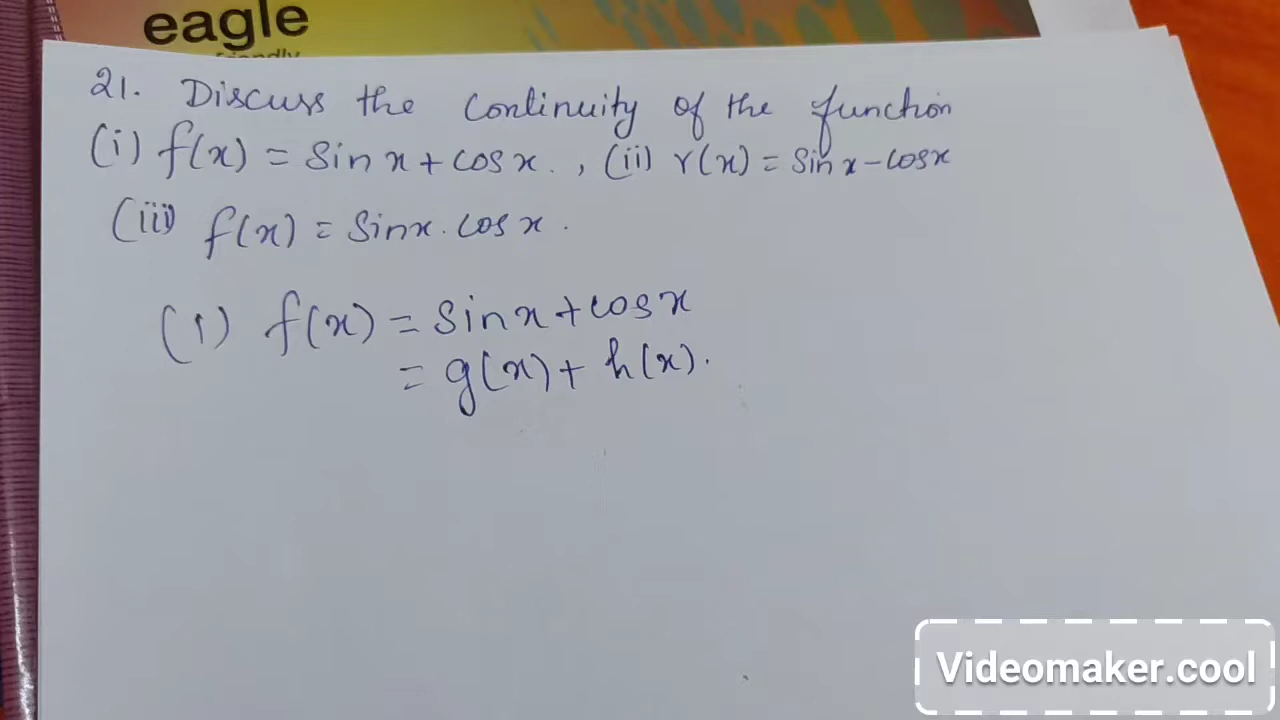 eagle
friendly
21. Discuss the continuity of the function
(i) f(x) = sin x + cos x . , (ii) r(x) = sin x - cos x
(iii) f(x) = sin x . cos x .
(1) f(x) = sin x + cos x
= g(x) + h(x).
Videomaker.cool